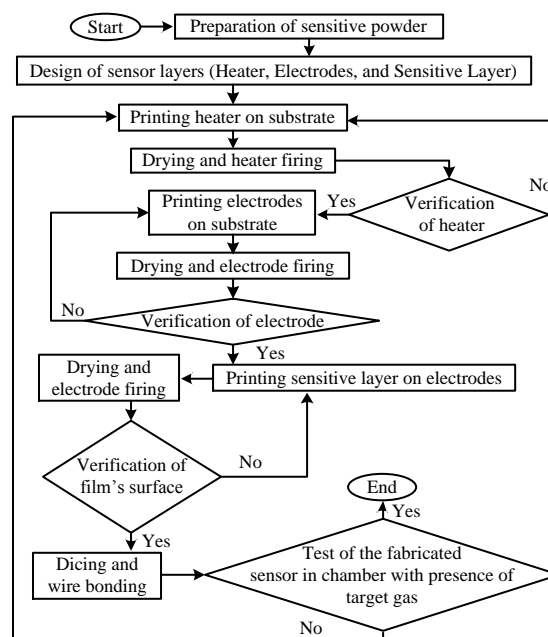 Start
Preparation of sensitive powder
Design of sensor layers (Heater, Electrodes, and Sensitive Layer)
Printing heater on substrate
Drying and heater firing
No
Verification
of heater
Yes
Printing electrodes
on substrate
Drying and electrode firing
No
Verification of electrode
Yes
Drying and
electrode firing
Printing sensitive layer on electrodes
Verification of
film's surface
No
Yes
End
Yes
Dicing and
wire bonding
Test of the fabricated
sensor in chamber with presence of
target gas
No